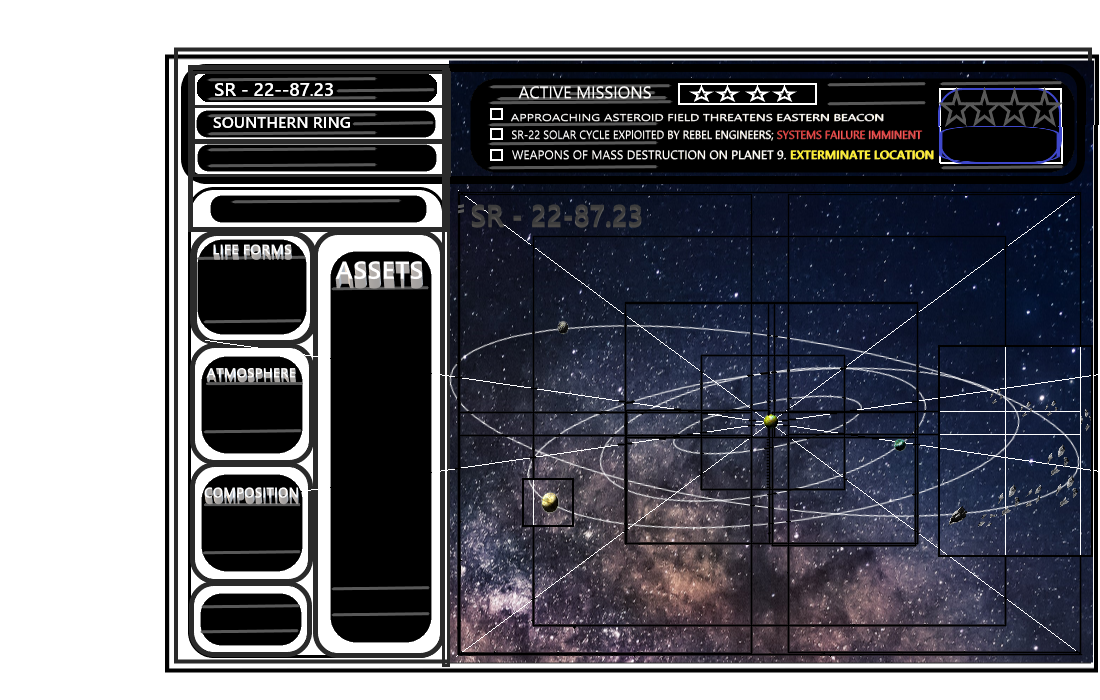 SR - 22--87.23
SOUNTHERN RING
ACTIVE MISSIONS
APPROACHING ASTEROID FIELD THREATENS EASTERN BEACON
SR-22 SOLAR CYCLE EXPIOITED BY REBEL ENGINEERS; SYSTEMS FAILURE IMMINENT
WEAPONS OF MASS DESTRUCTION ON PLANET 9. EXTERMINATE LOCATION
SR - 22-87.23
LIFE FORMS
ASSETS
ATMOSPHERE
COMPOSITION